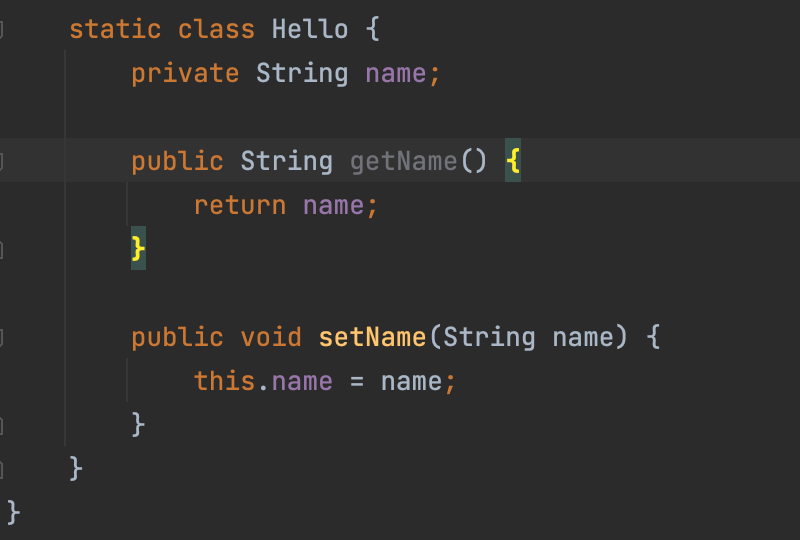 static class Hello {
private String name;
public String getName() {
return name;
}
public void setName(String name) {
this.name = name;
}
}
}